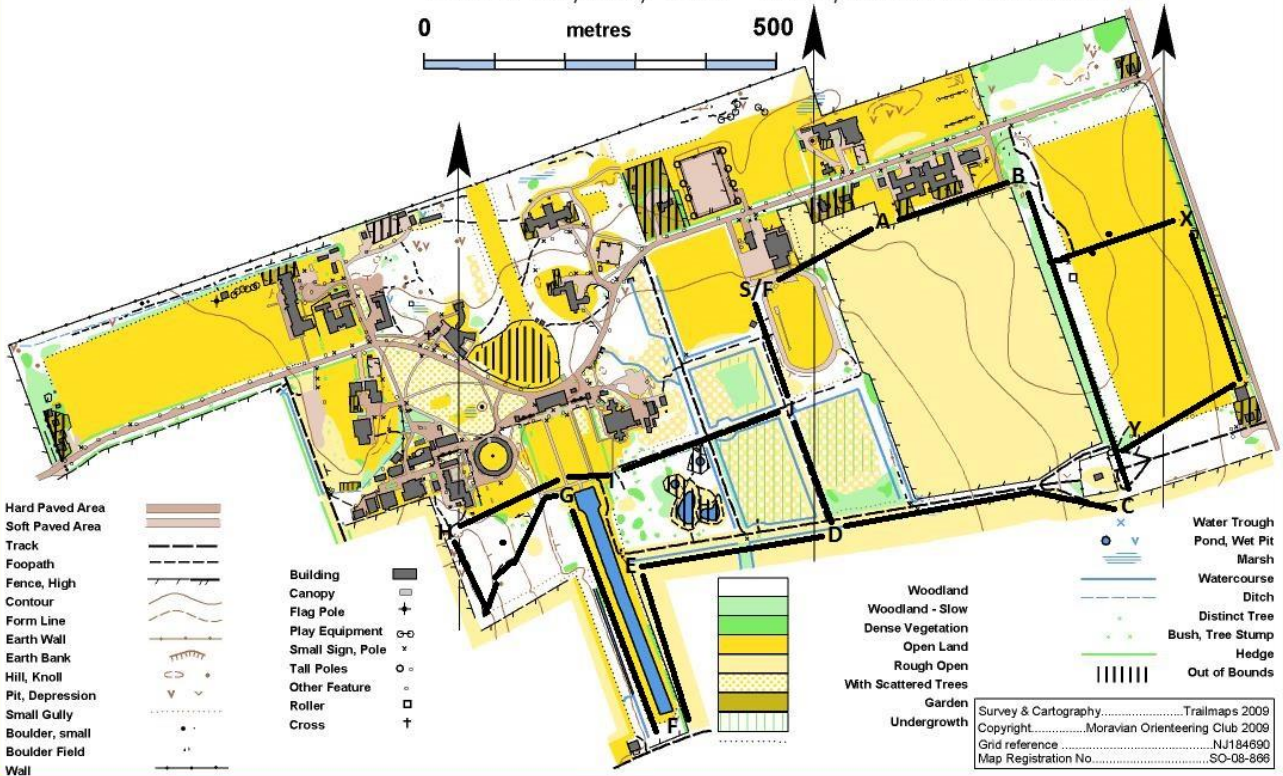 0 metres 500
B
A
X
S/F
J
Y
I
G
H
C
D
E
F
Hard Paved Area
Soft Paved Area
Track
Foopath
Fence, High
Contour
Form Line
Earth Wall
Earth Bank
Hill, Knoll
Pit, Depression
Small Gully
Boulder, small
Boulder Field
Wall
Building
Canopy
Flag Pole
Play Equipment
Small Sign, Pole
Tall Poles
Other Feature
Roller
Cross
Woodland
Woodland - Slow
Dense Vegetation
Open Land
Rough Open
With Scattered Trees
Garden
Undergrowth
Water Trough
Pond, Wet Pit
Marsh
Watercourse
Ditch
Distinct Tree
Bush, Tree Stump
Hedge
Out of Bounds
Survey & Cartography......................Trailmaps 2009
Copyright...............Moravian Orienteering Club 2009
Grid reference ........................................NJ184690
Map Registration No...........................SO-08-866